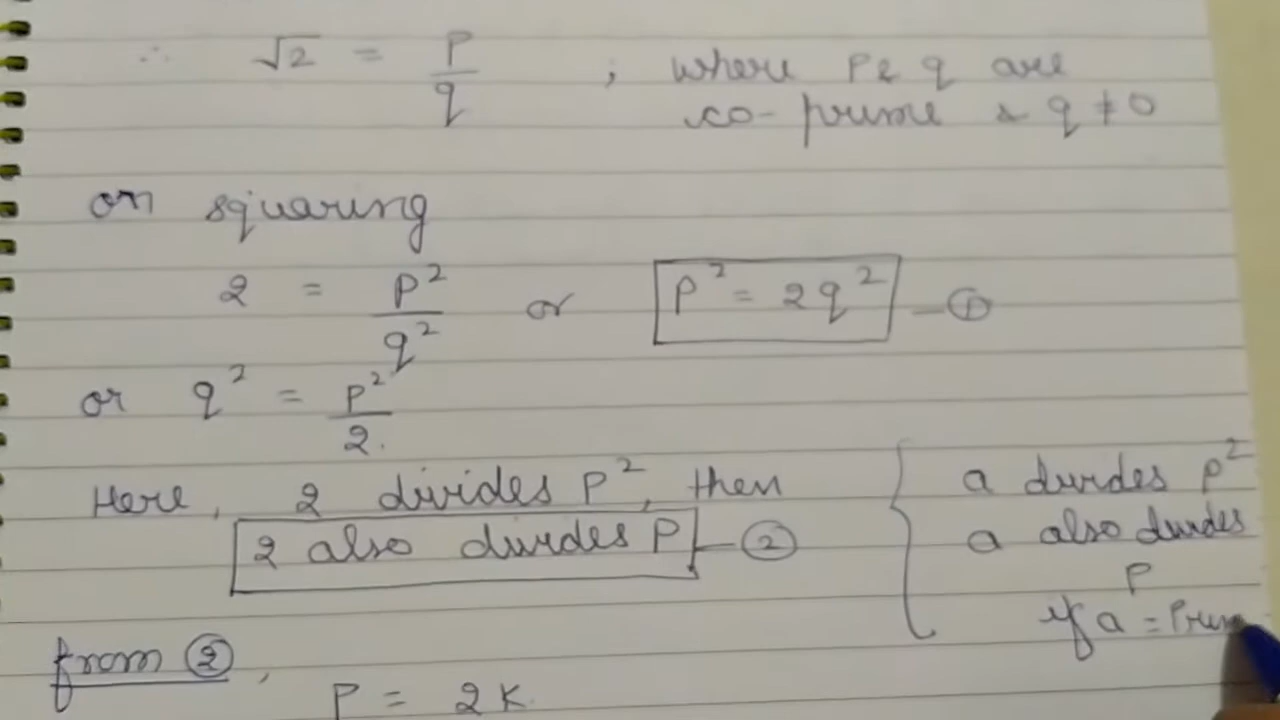 ∴ √2 = P/q ; where P & q are
co-prime & q ≠ 0
on squaring
2 = P²/q² or P² = 2q² — ①
or q² = P²/2.
Here, 2 divides P², then
2 also divides P — ②
a divides P²
a also divides
P
if a =
from ②,
P = 2K